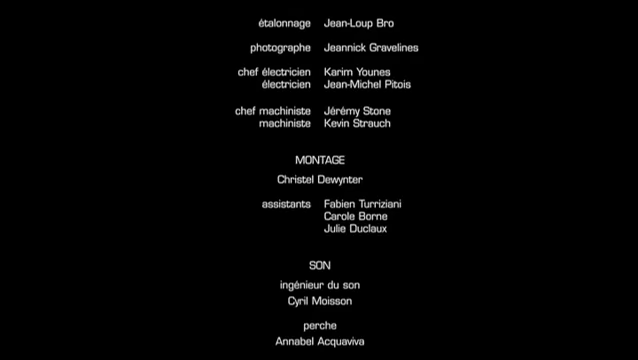 étalonnage Jean-Loup Bro
photographe Jeannick Gravelines
chef électricien Karim Younes
électricien Jean-Michel Pitois
chef machiniste Jérémy Stone
machiniste Kevin Strauch
MONTAGE
Christel Dewynter
assistants Fabien Turriziani
Carole Borne
Julie Duclaux
SON
ingénieur du son
Cyril Moisson
perche
Annabel Acquaviva